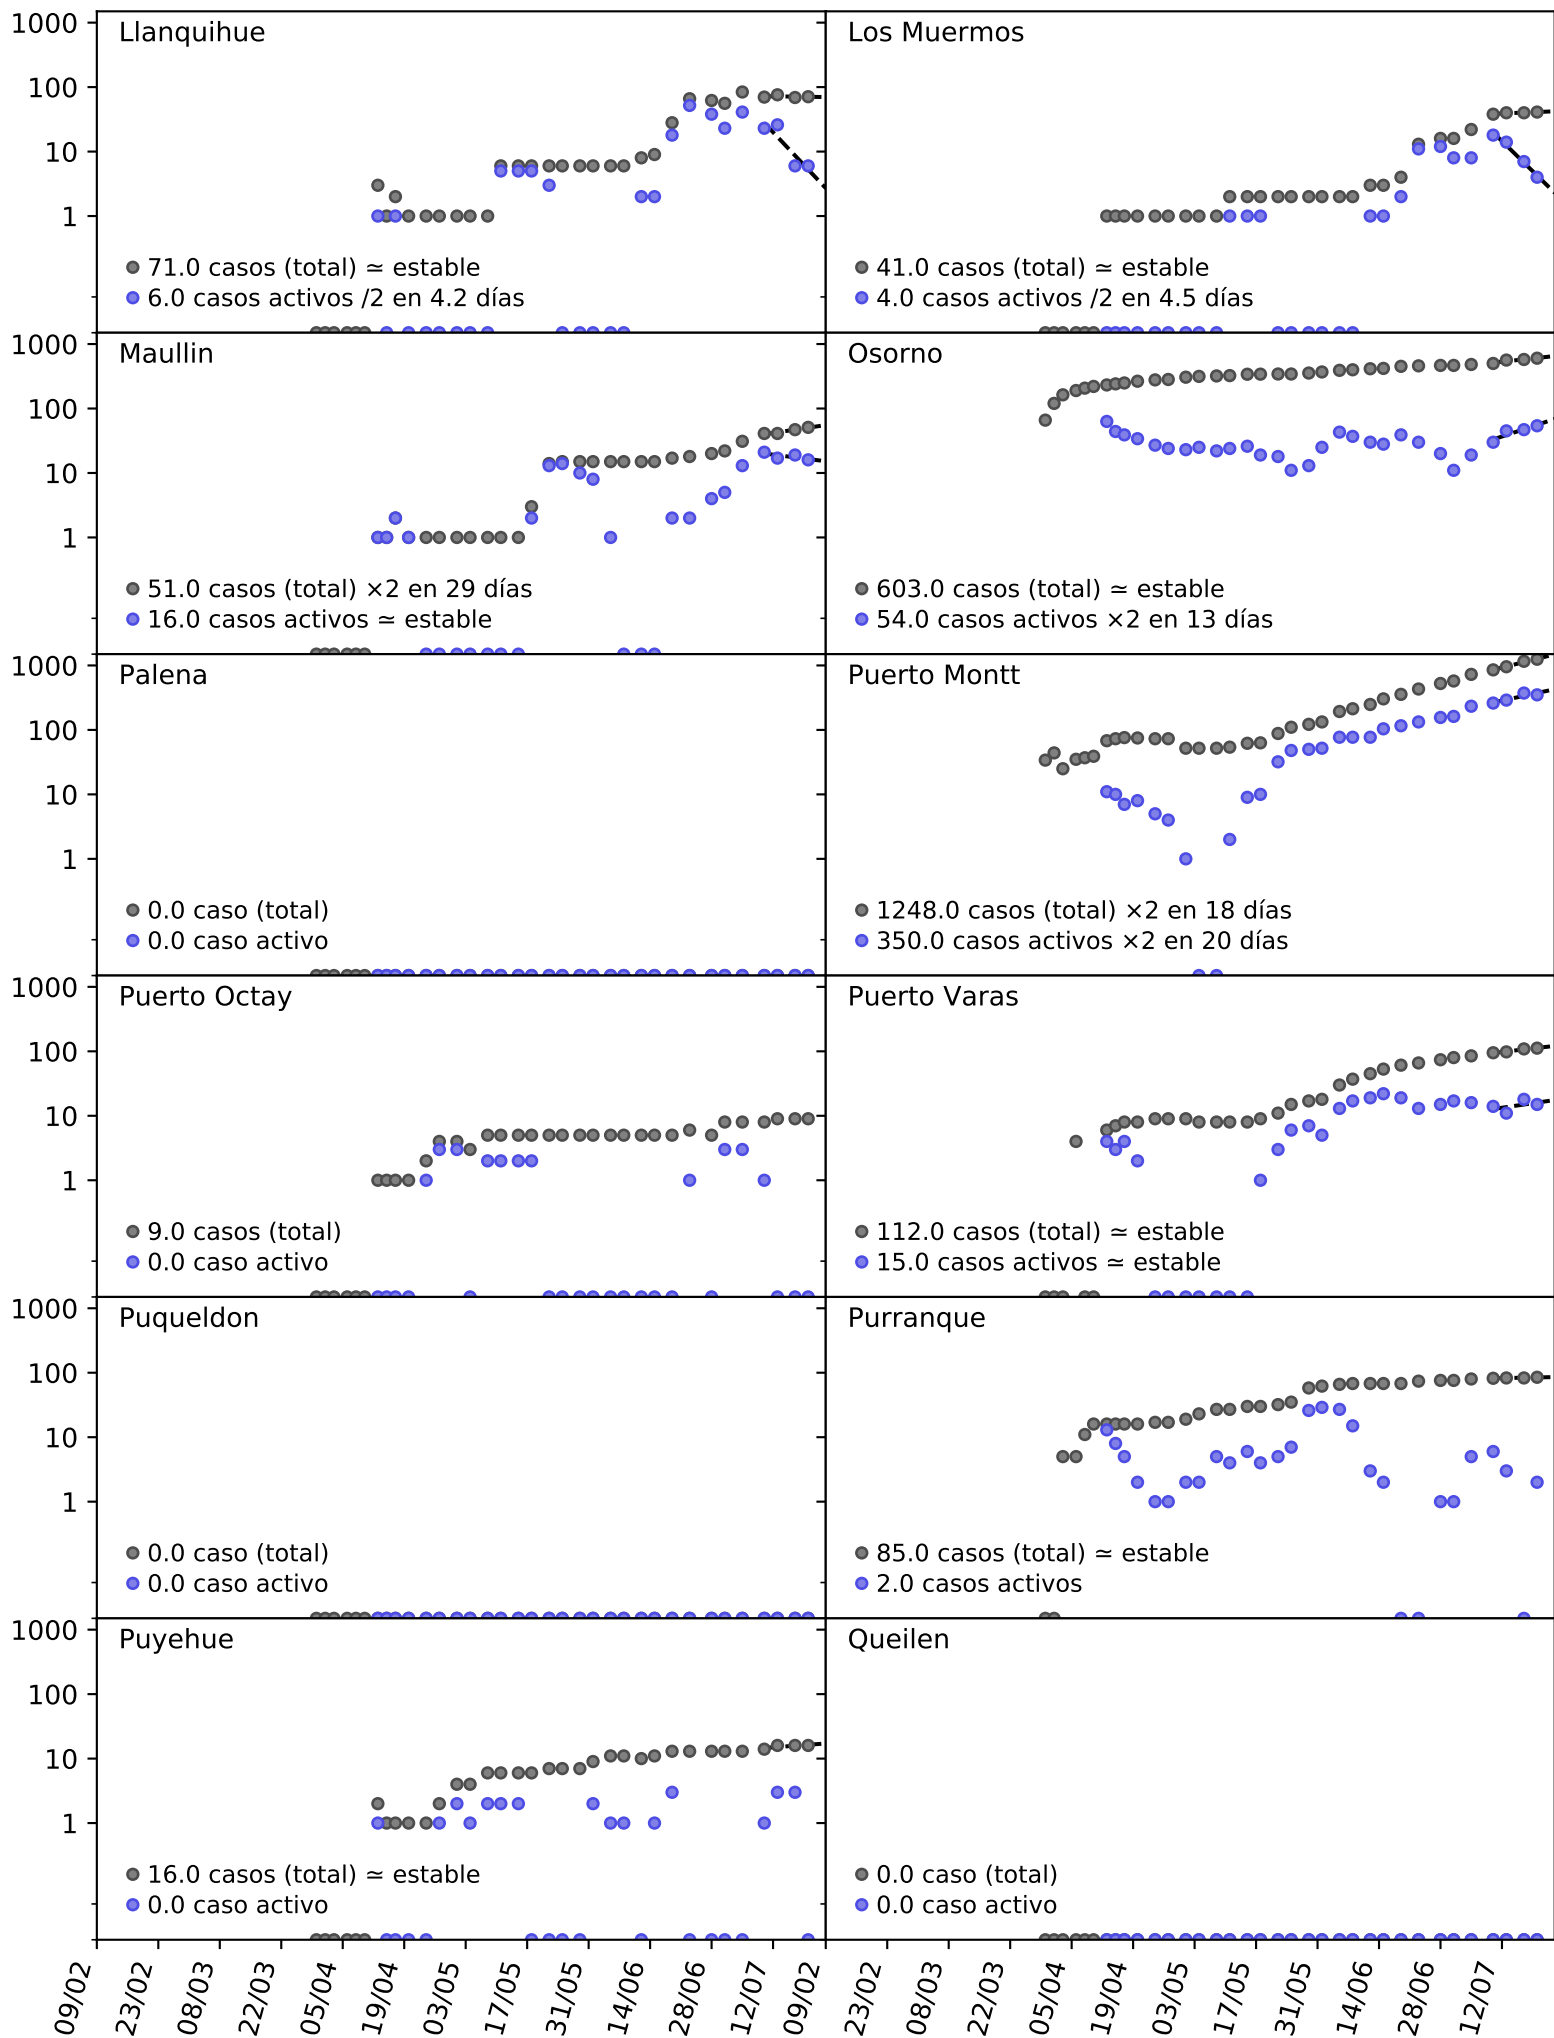 1000
100
10
1
Llanquihue
71.0 casos (total) ≃ estable
6.0 casos activos /2 en 4.2 días
Los Muermos
41.0 casos (total) ≃ estable
4.0 casos activos /2 en 4.5 días
1000
100
10
1
Maullin
51.0 casos (total) ×2 en 29 días
16.0 casos activos ≃ estable
Osorno
603.0 casos (total) ≃ estable
54.0 casos activos ×2 en 13 días
1000
100
10
1
Palena
0.0 caso (total)
0.0 caso activo
Puerto Montt
1248.0 casos (total) ×2 en 18 días
350.0 casos activos ×2 en 20 días
1000
100
10
1
Puerto Octay
9.0 casos (total)
0.0 caso activo
Puerto Varas
112.0 casos (total) ≃ estable
15.0 casos activos ≃ estable
1000
100
10
1
Puqueldon
0.0 caso (total)
0.0 caso activo
Purranque
85.0 casos (total) ≃ estable
2.0 casos activos
1000
100
10
1
Puyehue
16.0 casos (total) ≃ estable
0.0 caso activo
Queilen
0.0 caso (total)
0.0 caso activo
09/02
23/02
08/03
22/03
05/04
19/04
03/05
17/05
31/05
14/06
28/06
12/07
09/02
23/02
08/03
22/03
05/04
19/04
03/05
17/05
31/05
14/06
28/06
12/07